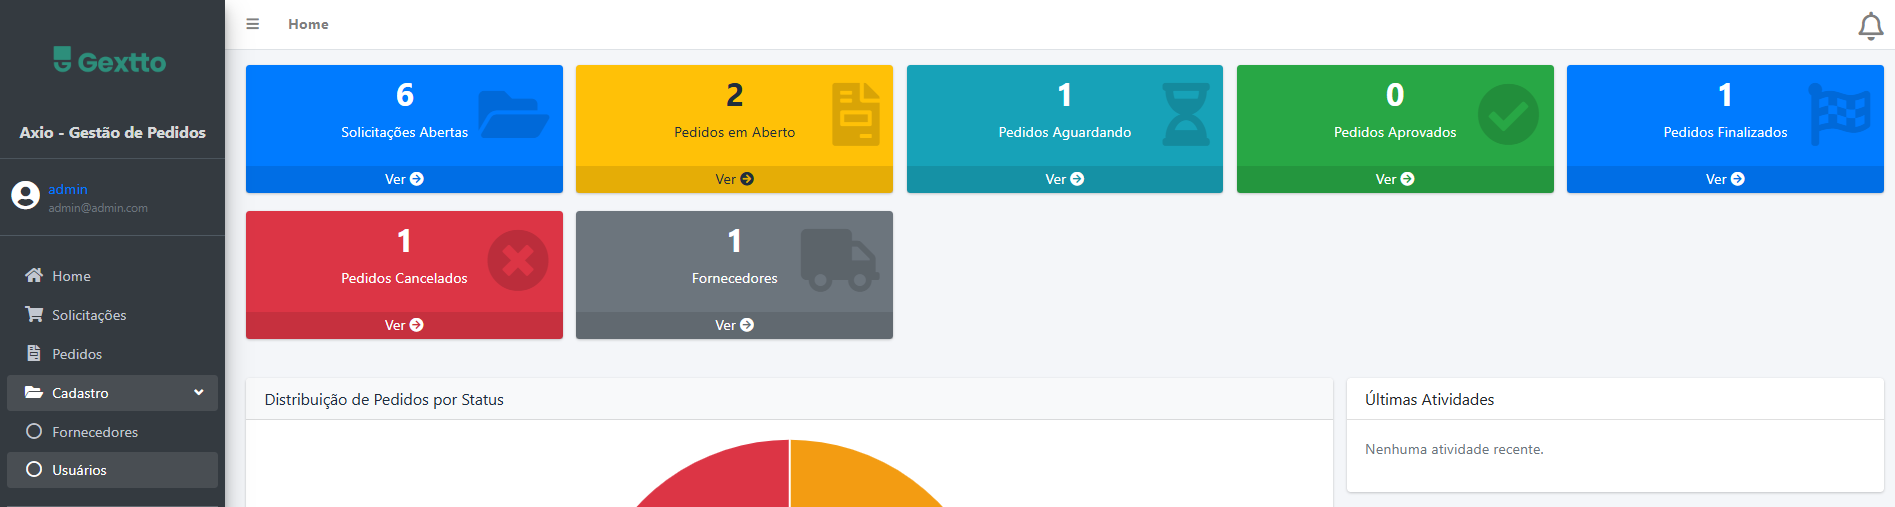 Gextto
Axio - Gestão de Pedidos
admin
admin@admin.com
Home
Solicitações
Pedidos
Cadastro
Fornecedores
Usuários
Home
6
Solicitações Abertas
Ver
2
Pedidos em Aberto
Ver
1
Pedidos Aguardando
Ver
0
Pedidos Aprovados
Ver
1
Pedidos Finalizados
Ver
1
Pedidos Cancelados
Ver
1
Fornecedores
Ver
Distribuição de Pedidos por Status
Últimas Atividades
Nenhuma atividade recente.